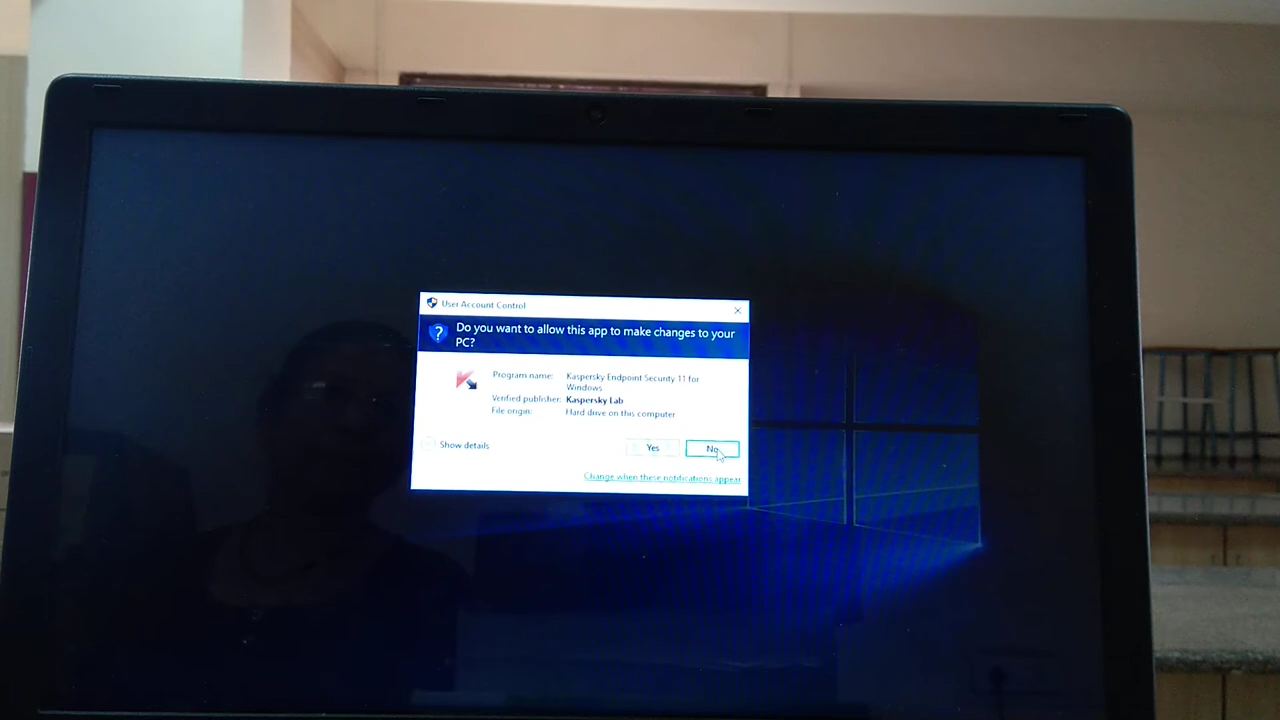 User Account Control
Do you want to allow this app to make changes to your
PC?
Program name: Kaspersky Endpoint Security 11 for
Windows
Verified publisher: Kaspersky Lab
File origin: Hard drive on this computer
Show details
Yes
No
Change when these notifications appear